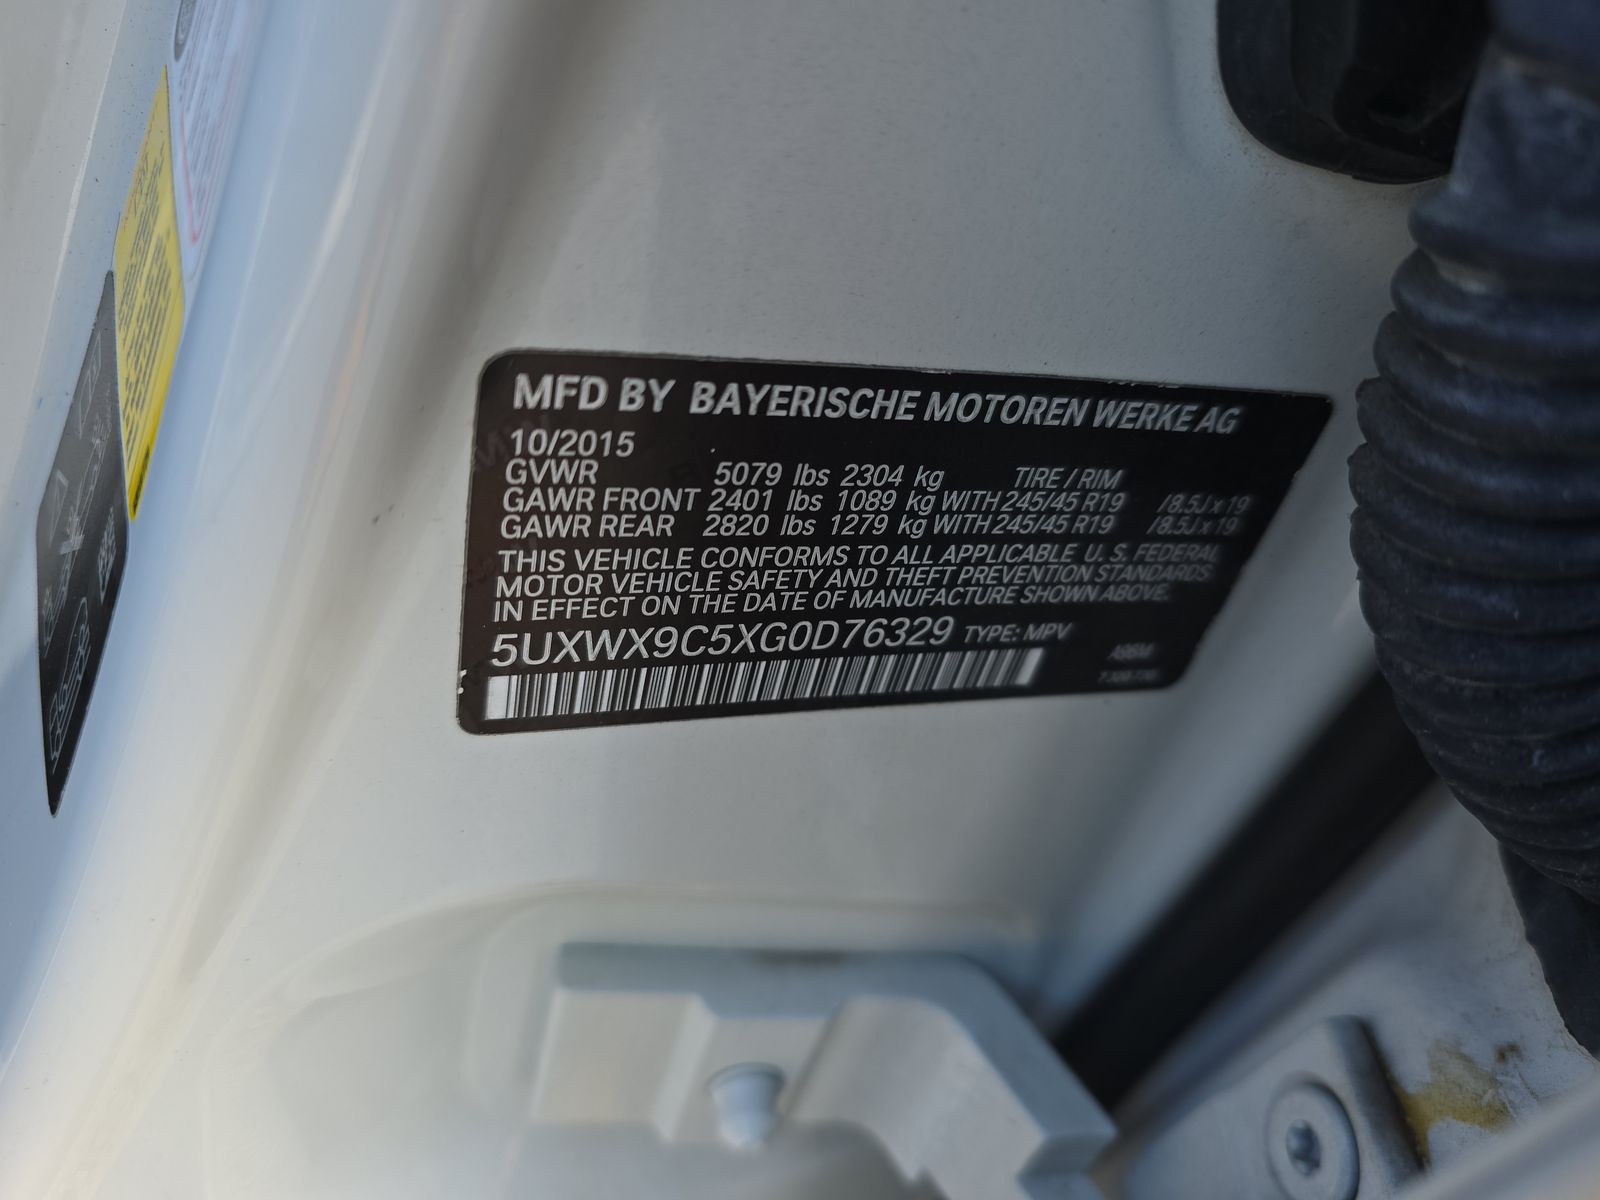 MFD BY BAYERISCHE MOTOREN WERKE AG
10/2015
GVWR 5079 lbs 2304 kg TIRE / RIM
GAWR FRONT 2401 lbs 1089 kg WITH 245/45 R19 /8.5J x 19
GAWR REAR 2820 lbs 1279 kg WITH 245/45 R19 /8.5J x 19
THIS VEHICLE CONFORMS TO ALL APPLICABLE U. S. FEDERAL
MOTOR VEHICLE SAFETY AND THEFT PREVENTION STANDARDS
IN EFFECT ON THE DATE OF MANUFACTURE SHOWN ABOVE.
5UXWX9C5XG0D76329 TYPE: MPV